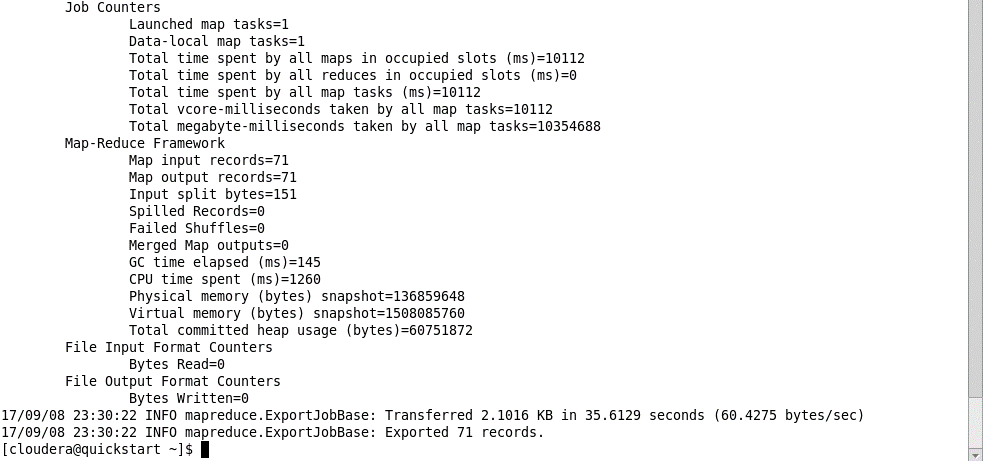 Job Counters
Launched map tasks=1
Data-local map tasks=1
Total time spent by all maps in occupied slots (ms)=10112
Total time spent by all reduces in occupied slots (ms)=0
Total time spent by all map tasks (ms)=10112
Total vcore-milliseconds taken by all map tasks=10112
Total megabyte-milliseconds taken by all map tasks=10354688
Map-Reduce Framework
Map input records=71
Map output records=71
Input split bytes=151
Spilled Records=0
Failed Shuffles=0
Merged Map outputs=0
GC time elapsed (ms)=145
CPU time spent (ms)=1260
Physical memory (bytes) snapshot=136859648
Virtual memory (bytes) snapshot=1508085760
Total committed heap usage (bytes)=60751872
File Input Format Counters
Bytes Read=0
File Output Format Counters
Bytes Written=0
17/09/08 23:30:22 INFO mapreduce.ExportJobBase: Transferred 2.1016 KB in 35.6129 seconds (60.4275 bytes/sec)
17/09/08 23:30:22 INFO mapreduce.ExportJobBase: Exported 71 records.
[cloudera@quickstart ~]$